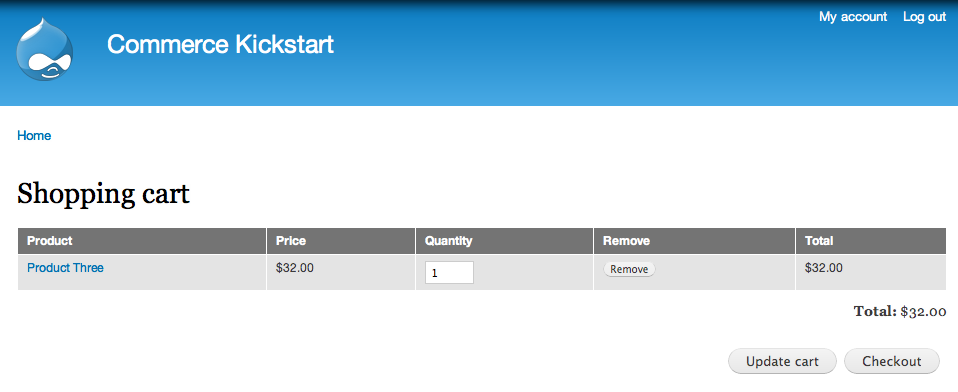 My account Log out
Commerce Kickstart
Home
Shopping cart
Product Price Quantity Remove Total
Product Three $32.00 1 Remove $32.00
Total: $32.00
Update cart Checkout